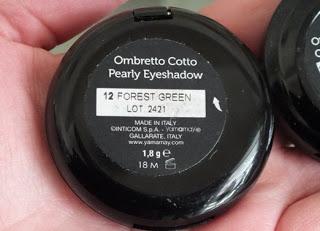 Ombretto Cotto
Pearly Eyeshadow
12 FOREST GREEN
LOT 2421
MADE IN ITALY
©INTICOM S.p.A. - yamamay®
GALLARATE, ITALY
www.yamamay.com
1,8 g e
18 M